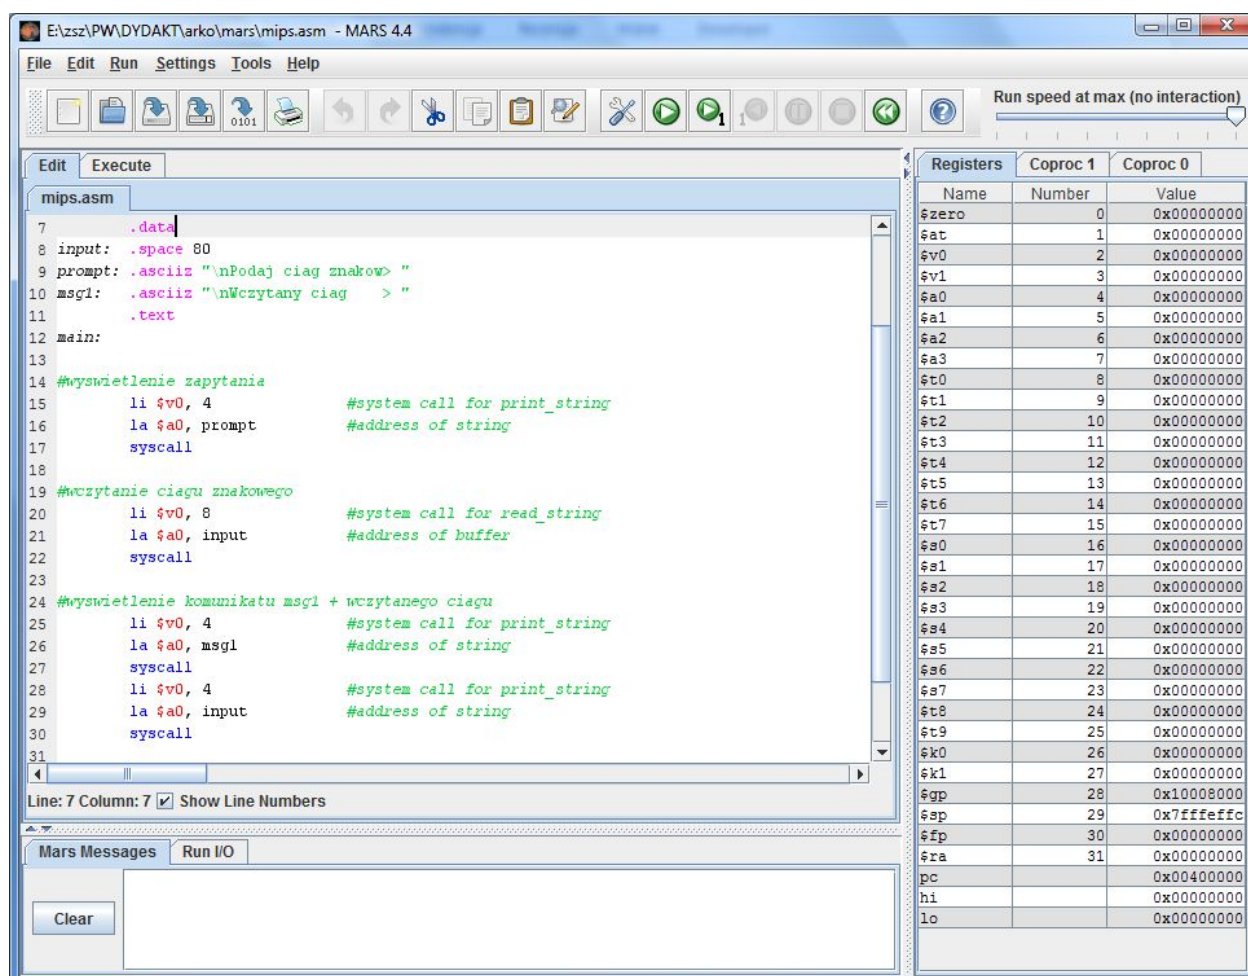 E:\zsz\PW\DYDAKT\arko\mars\mips.asm - MARS 4.4
File Edit Run Settings Tools Help
Run speed at max (no interaction)
Edit Execute
mips.asm
7 .data
8 input: .space 80
9 prompt: .asciiz "\nPodaj ciag znakow> "
10 msg1: .asciiz "\nWczytany ciag    > "
11 .text
12 main:
13
14 #wyswietlenie zapytania
15 li $v0, 4 #system call for print_string
16 la $a0, prompt #address of string
17 syscall
18
19 #wczytanie ciagu znakowego
20 li $v0, 8 #system call for read_string
21 la $a0, input #address of buffer
22 syscall
23
24 #wyswietlenie komunikatu msg1 + wczytanego ciagu
25 li $v0, 4 #system call for print_string
26 la $a0, msg1 #address of string
27 syscall
28 li $v0, 4 #system call for print_string
29 la $a0, input #address of string
30 syscall
31
Line: 7 Column: 7 Show Line Numbers
Mars Messages Run I/O
Clear
Registers Coproc 1 Coproc 0
Name Number Value
$zero 0 0x00000000
$at 1 0x00000000
$v0 2 0x00000000
$v1 3 0x00000000
$a0 4 0x00000000
$a1 5 0x00000000
$a2 6 0x00000000
$a3 7 0x00000000
$t0 8 0x00000000
$t1 9 0x00000000
$t2 10 0x00000000
$t3 11 0x00000000
$t4 12 0x00000000
$t5 13 0x00000000
$t6 14 0x00000000
$t7 15 0x00000000
$s0 16 0x00000000
$s1 17 0x00000000
$s2 18 0x00000000
$s3 19 0x00000000
$s4 20 0x00000000
$s5 21 0x00000000
$s6 22 0x00000000
$s7 23 0x00000000
$t8 24 0x00000000
$t9 25 0x00000000
$k0 26 0x00000000
$k1 27 0x00000000
$gp 28 0x10008000
$sp 29 0x7fffeffc
$fp 30 0x00000000
$ra 31 0x00000000
pc 0x00400000
hi 0x00000000
lo 0x00000000